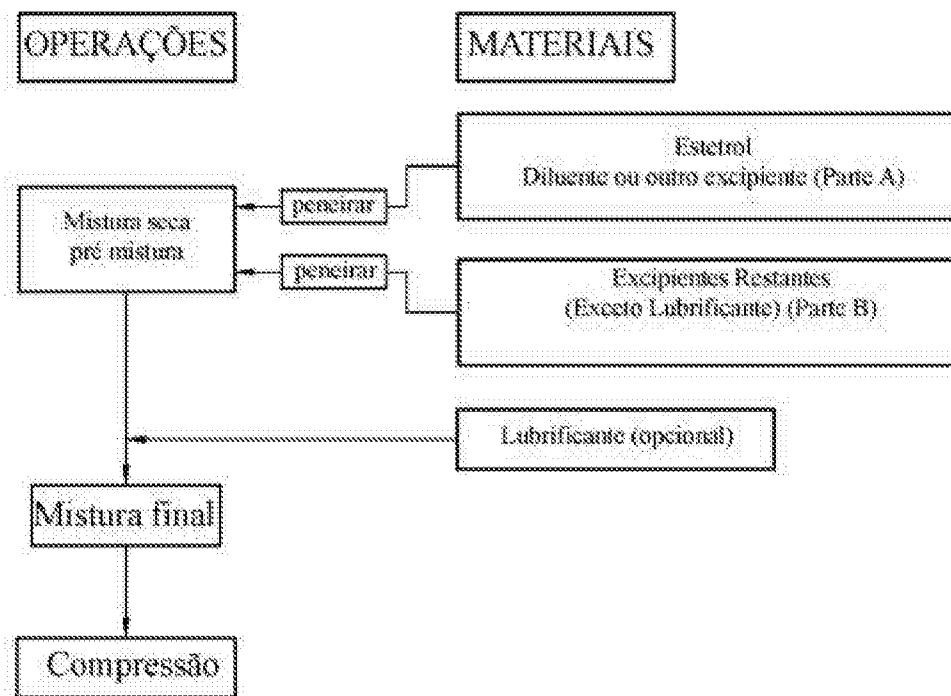 OPERAÇÕES
MATERIAIS
Estetrol
Diluente ou outro excipiente (Parte A)
peneirar
Mistura seca
pré mistura
peneirar
Excipientes Restantes
(Exceto Lubrificante) (Parte B)
Lubrificante (opcional)
Mistura final
Compressão